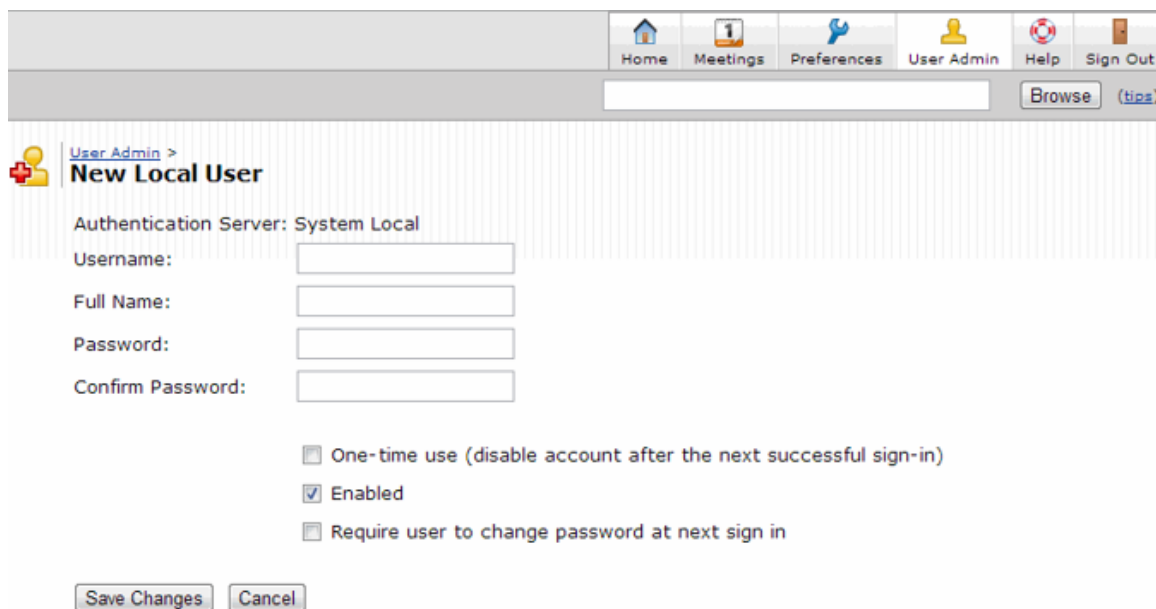 1
Home Meetings Preferences User Admin Help Sign Out
Browse (tips)
User Admin >
New Local User
Authentication Server: System Local
Username:
Full Name:
Password:
Confirm Password:
One-time use (disable account after the next successful sign-in)
Enabled
Require user to change password at next sign in
Save Changes Cancel